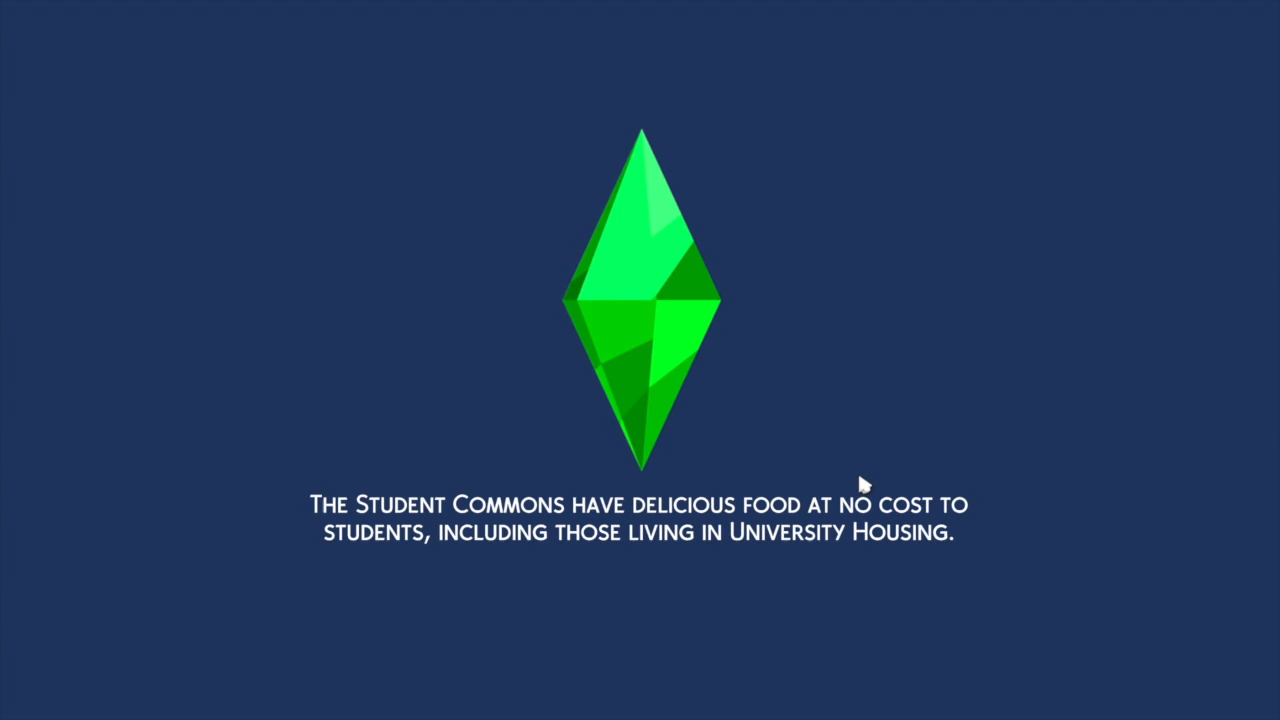 The Student Commons have delicious food at no cost to
students, including those living in University Housing.